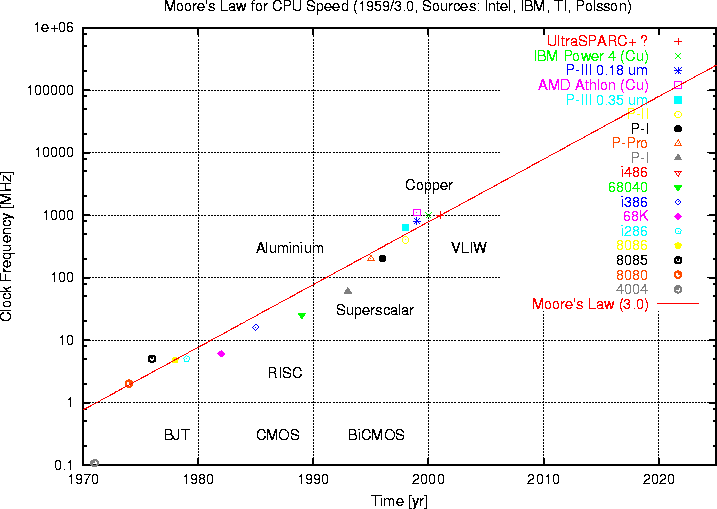 Moore's Law for CPU Speed (1959/3.0, Sources: Intel, IBM, TI, Polsson)
1e+06
100000
10000
1000
100
10
1
0.1
Clock Frequency [MHz]
UltraSPARC+ ?
IBM Power 4 (Cu)
P-III 0.18 um
AMD Athlon (Cu)
P-III 0.35 um
P-II
P-I
P-Pro
P-I
i486
68040
i386
68K
i286
8086
8085
8080
4004
Moore's Law (3.0)
Copper
Aluminium
VLIW
Superscalar
RISC
BJT
CMOS
BiCMOS
1970
1980
1990
2000
2010
2020
Time [yr]